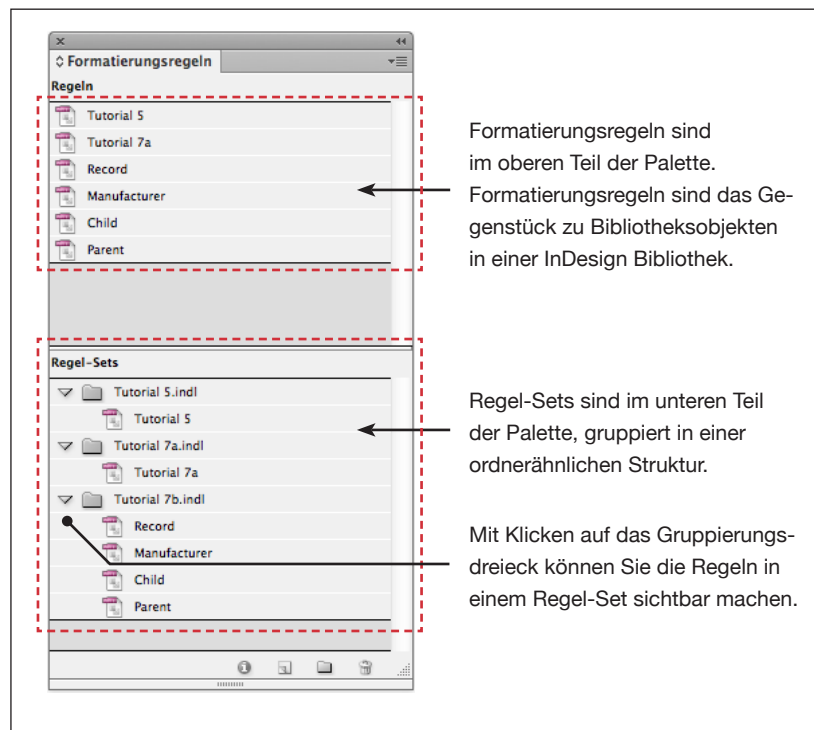 Formatierungsregeln
Regeln
Tutorial 5
Tutorial 7a
Record
Manufacturer
Child
Parent
Formatierungsregeln sind
im oberen Teil der Palette.
Formatierungsregeln sind das Ge-
genstück zu Bibliotheksobjekten
in einer InDesign Bibliothek.
Regel-Sets
Tutorial 5.indl
Tutorial 5
Tutorial 7a.indl
Tutorial 7a
Tutorial 7b.indl
Record
Manufacturer
Child
Parent
Regel-Sets sind im unteren Teil
der Palette, gruppiert in einer
ordnerähnlichen Struktur.
Mit Klicken auf das Gruppierungs-
dreieck können Sie die Regeln in
einem Regel-Set sichtbar machen.